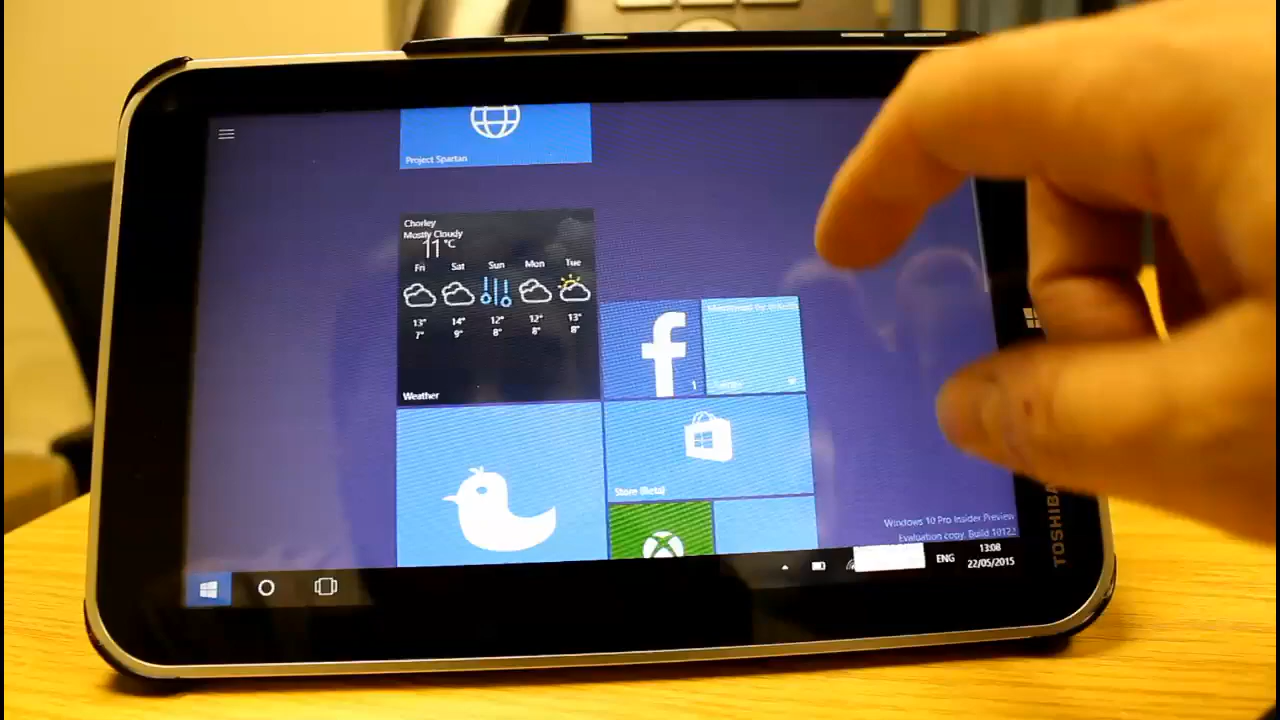 Project Spartan
Chorley
Mostly Cloudy
11 °C
Fri Sat Sun Mon Tue
13° 14° 12° 12° 13°
7° 9° 8° 8° 8°
Weather
1
Store (Beta)
Windows 10 Pro Insider Preview
Evaluation copy. Build 10122
ENG
13:08
22/05/2015
TOSHIBA